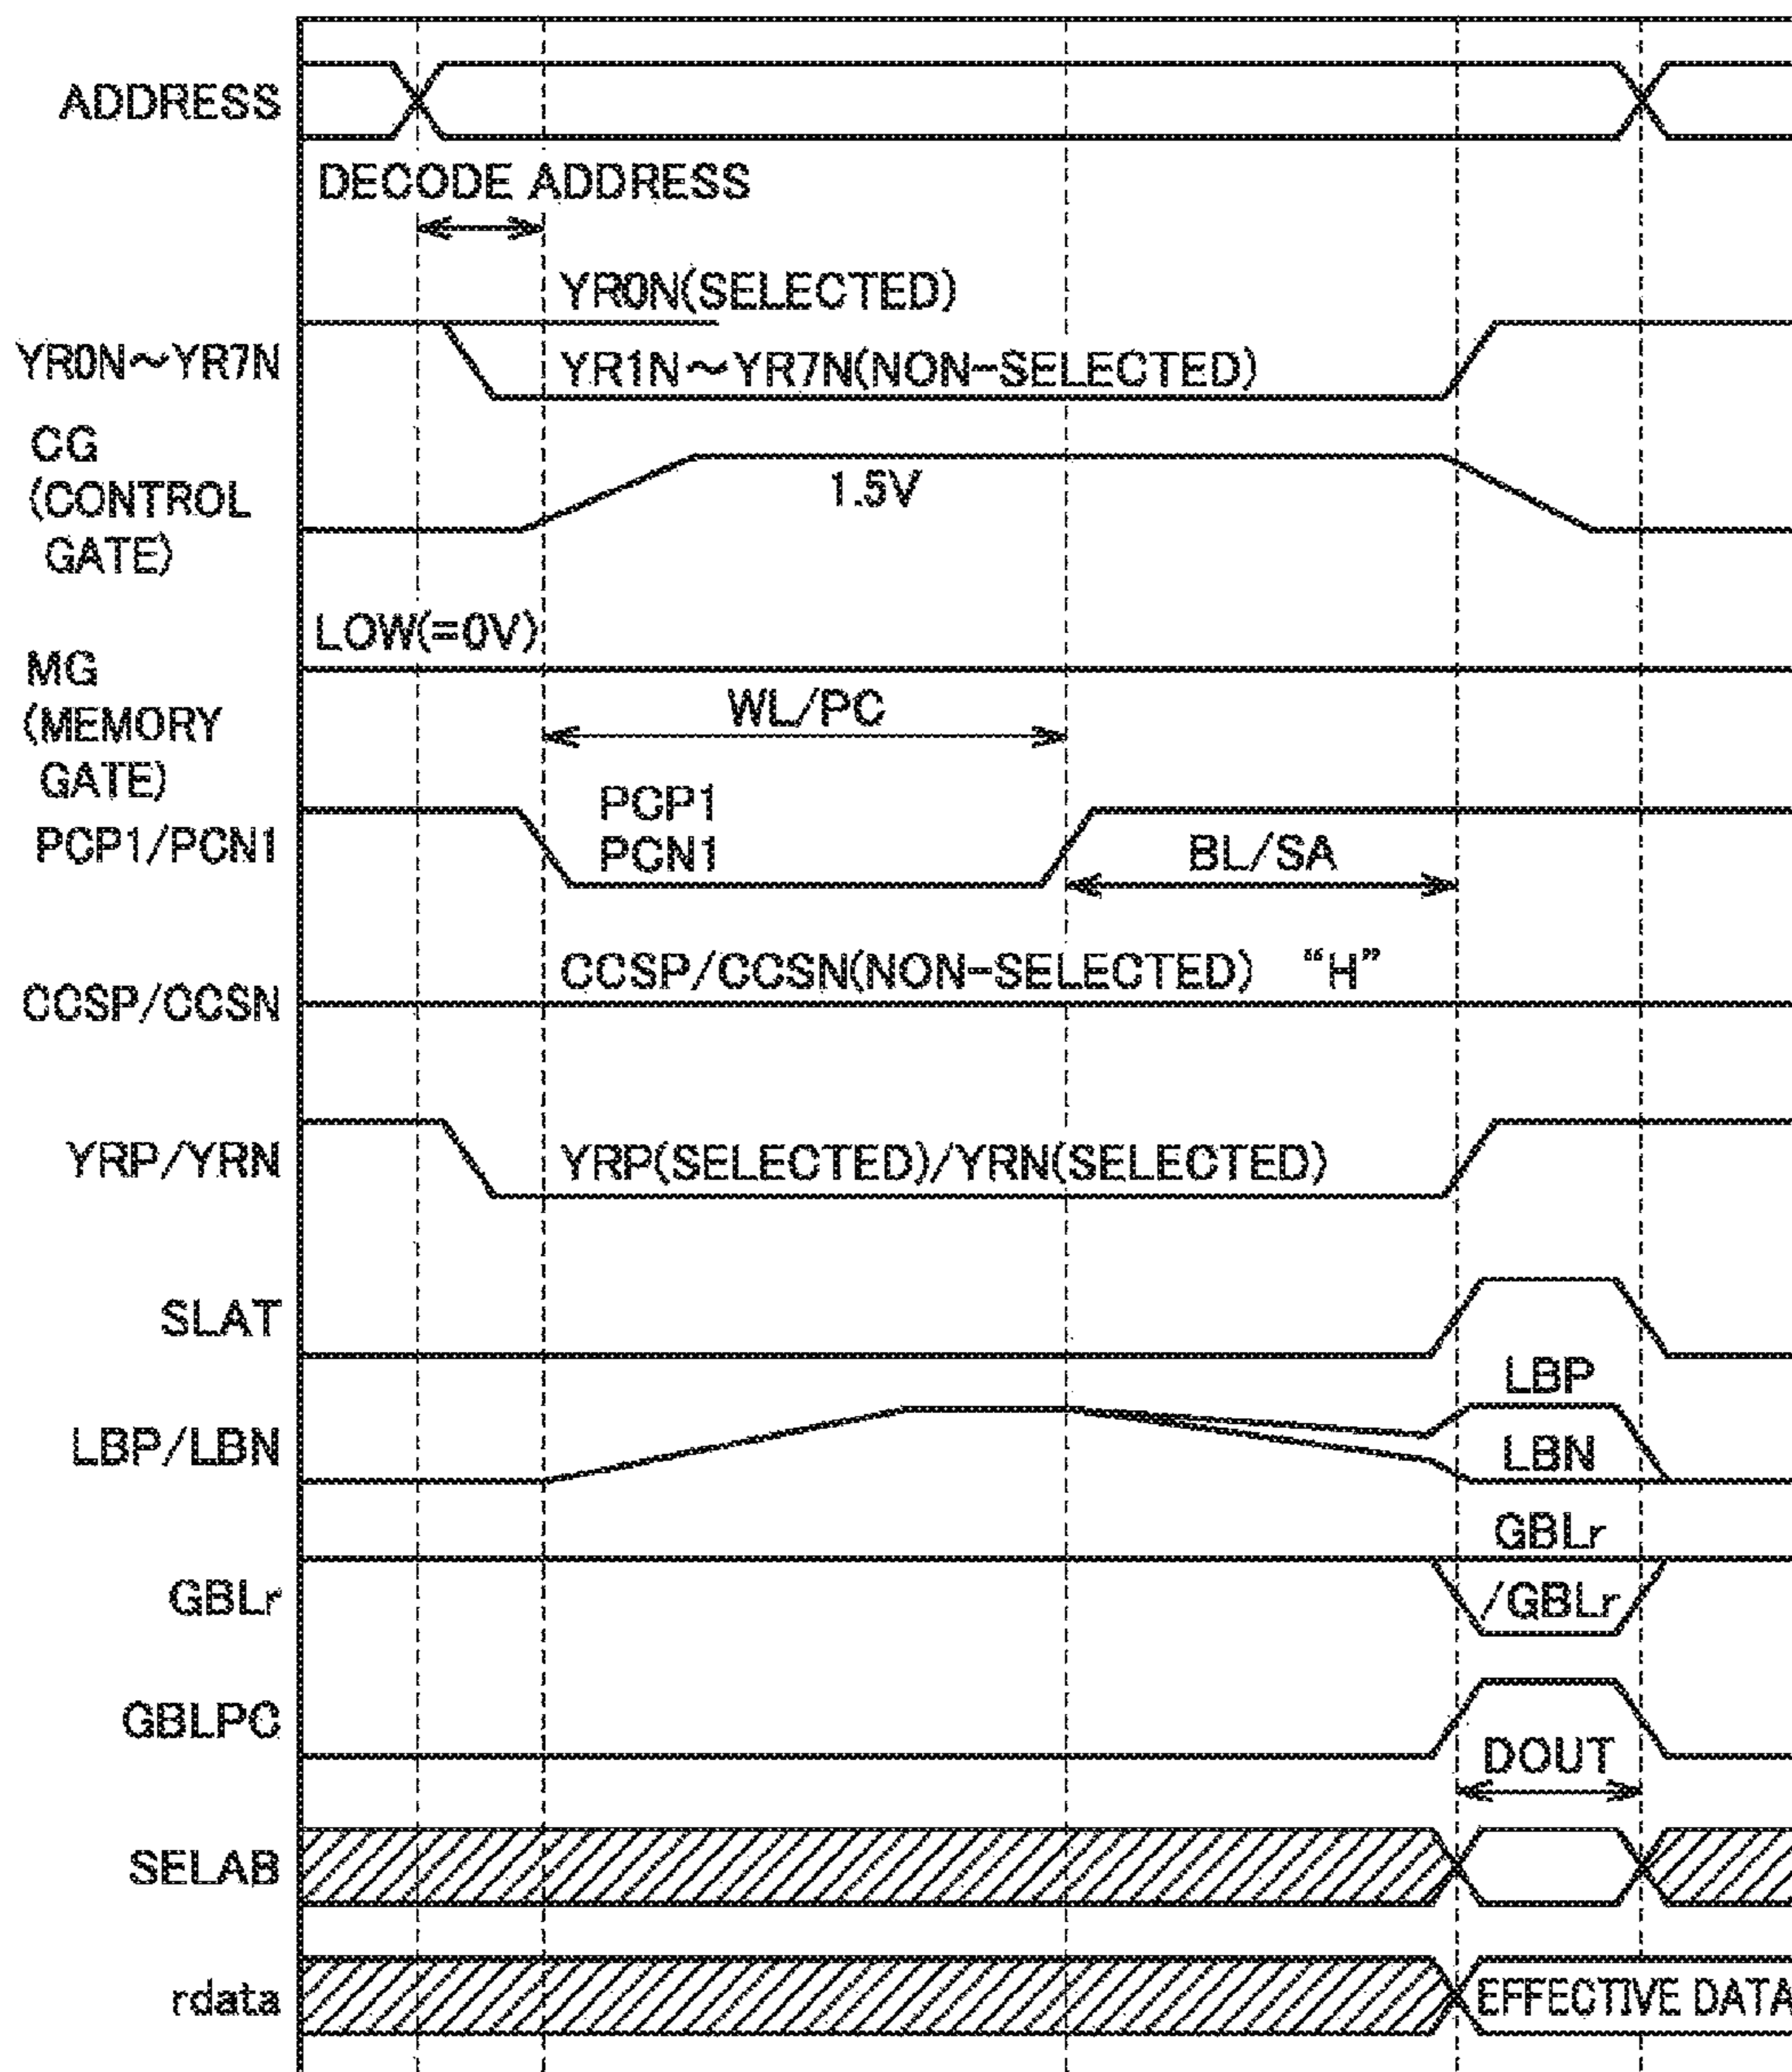 ADDRESS
DECODE ADDRESS
YR0N(SELECTED)
YR0N～YR7N
YR1N～YR7N(NON-SELECTED)
CG
(CONTROL
GATE)
1.5V
LOW(=0V)
MG
(MEMORY
GATE)
WL/PC
PCP1/PCN1
PCP1
PCN1
BL/SA
CCSP/CCSN
CCSP/CCSN(NON-SELECTED) “H”
YRP/YRN
YRP(SELECTED)/YRN(SELECTED)
SLAT
LBP/LBN
LBP
LBN
GBLr
GBLr
/GBLr
GBLPC
DOUT
SELAB
rdata
EFFECTIVE DATA